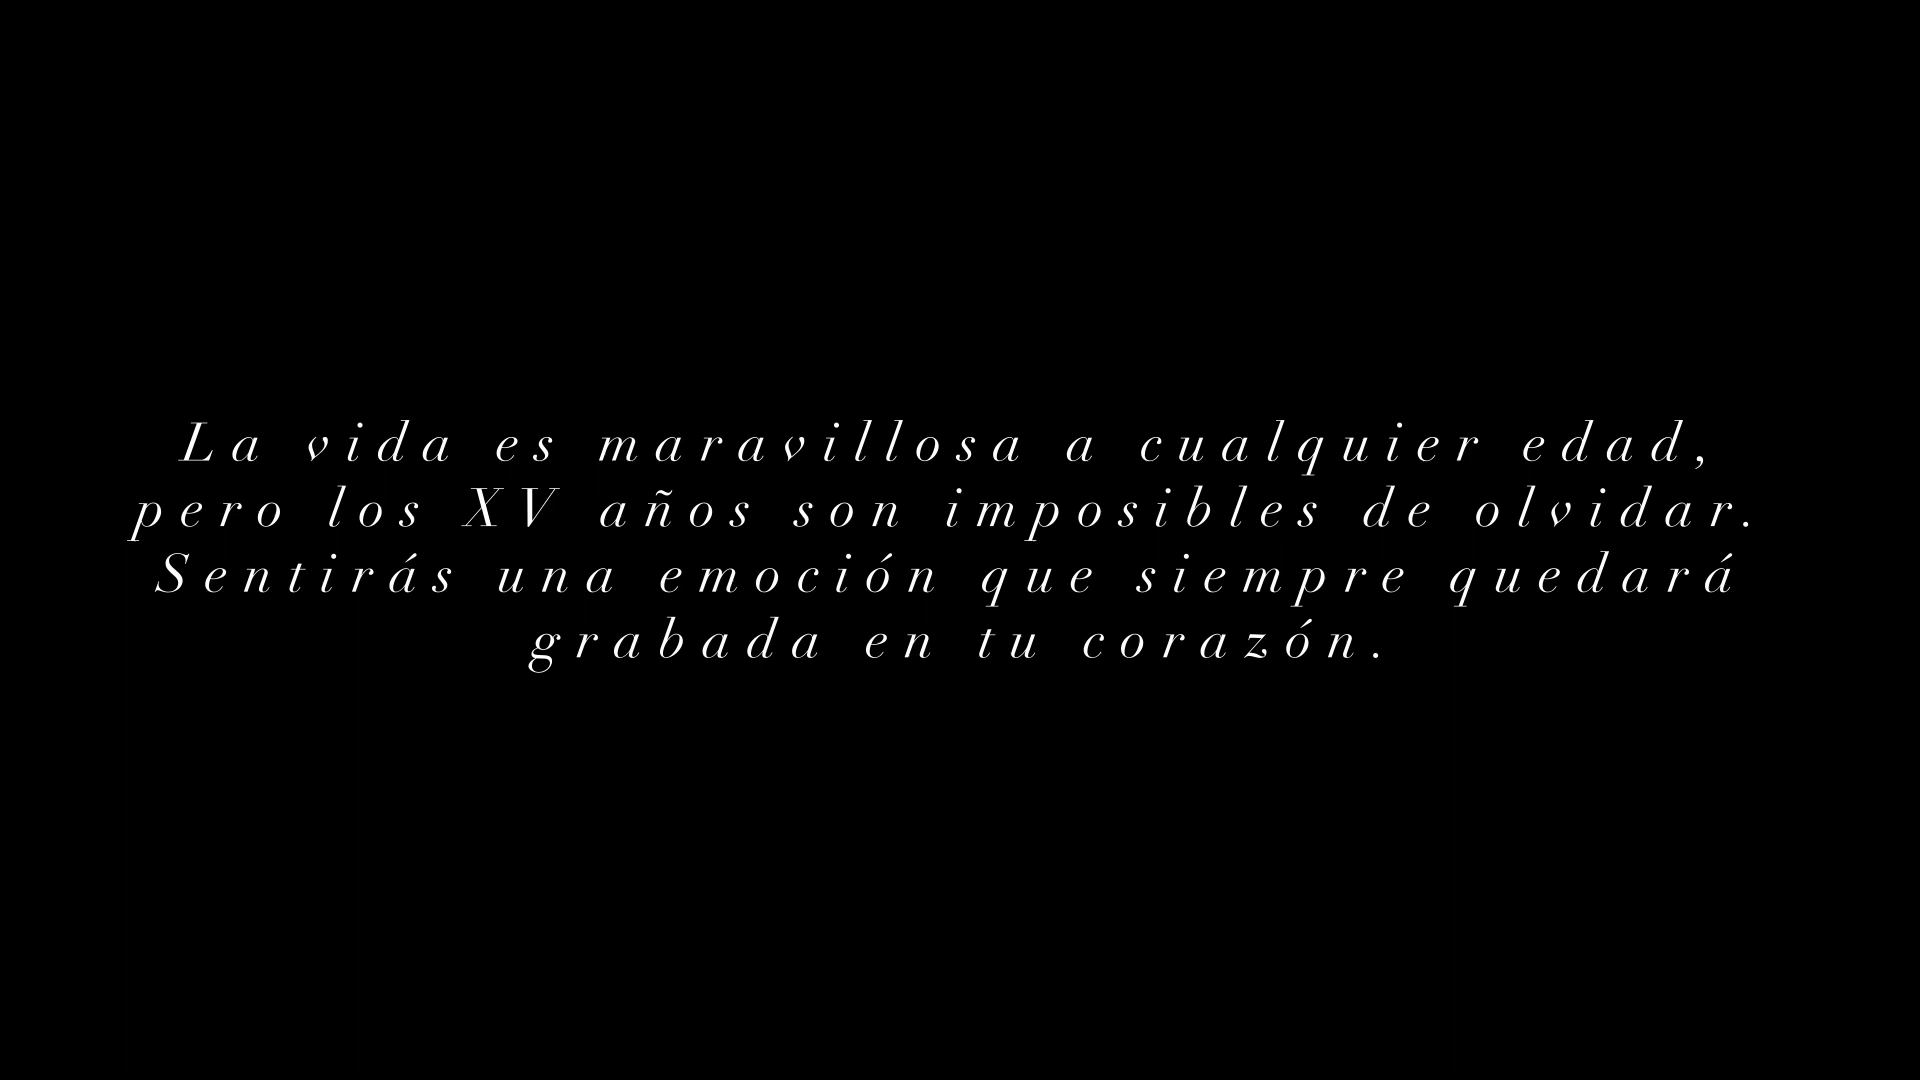 La vida es maravillosa a cualquier edad,
pero los XV años son imposibles de olvidar.
Sentirás una emoción que siempre quedará
grabada en tu corazón.